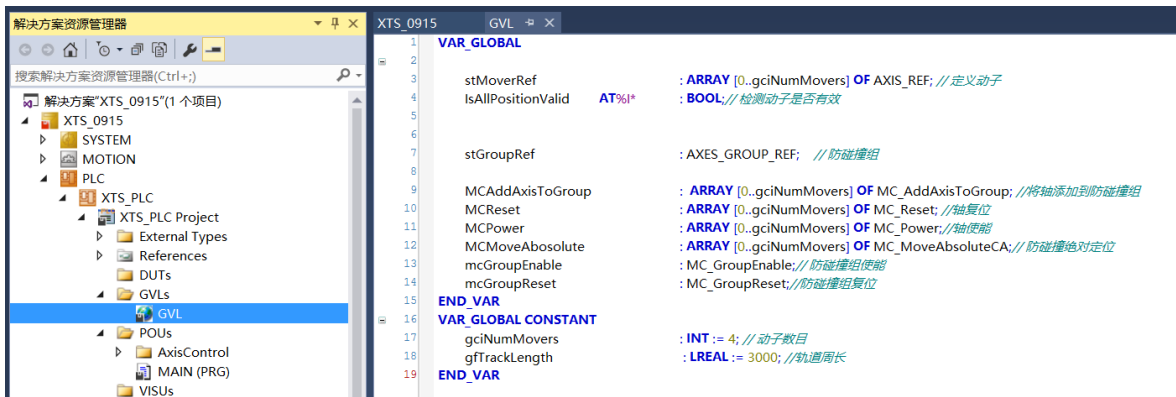 解决方案资源管理器
搜索解决方案资源管理器(Ctrl+;)
解决方案"XTS_0915"(1 个项目)
XTS_0915
SYSTEM
MOTION
PLC
XTS_PLC
XTS_PLC Project
External Types
References
DUTs
GVLs
GVL
POUs
AxisControl
MAIN (PRG)
VISUs
XTS_0915 GVL
1 VAR_GLOBAL
2
3 stMoverRef : ARRAY [0..gciNumMovers] OF AXIS_REF; // 定义动子
4 IsAllPositionValid AT%I* : BOOL;// 检测动子是否有效
5
6
7 stGroupRef : AXES_GROUP_REF; // 防碰撞组
8
9 MCAddAxisToGroup : ARRAY [0..gciNumMovers] OF MC_AddAxisToGroup; //将轴添加到防碰撞组
10 MCReset : ARRAY [0..gciNumMovers] OF MC_Reset; //轴复位
11 MCPower : ARRAY [0..gciNumMovers] OF MC_Power;//轴使能
12 MCMoveAbosolute : ARRAY [0..gciNumMovers] OF MC_MoveAbsoluteCA;// 防碰撞绝对定位
13 mcGroupEnable : MC_GroupEnable;// 防碰撞组使能
14 mcGroupReset : MC_GroupReset;//防碰撞组复位
15 END_VAR
16 VAR_GLOBAL CONSTANT
17 gciNumMovers : INT := 4; // 动子数目
18 gfTrackLength : LREAL := 3000; //轨道周长
19 END_VAR